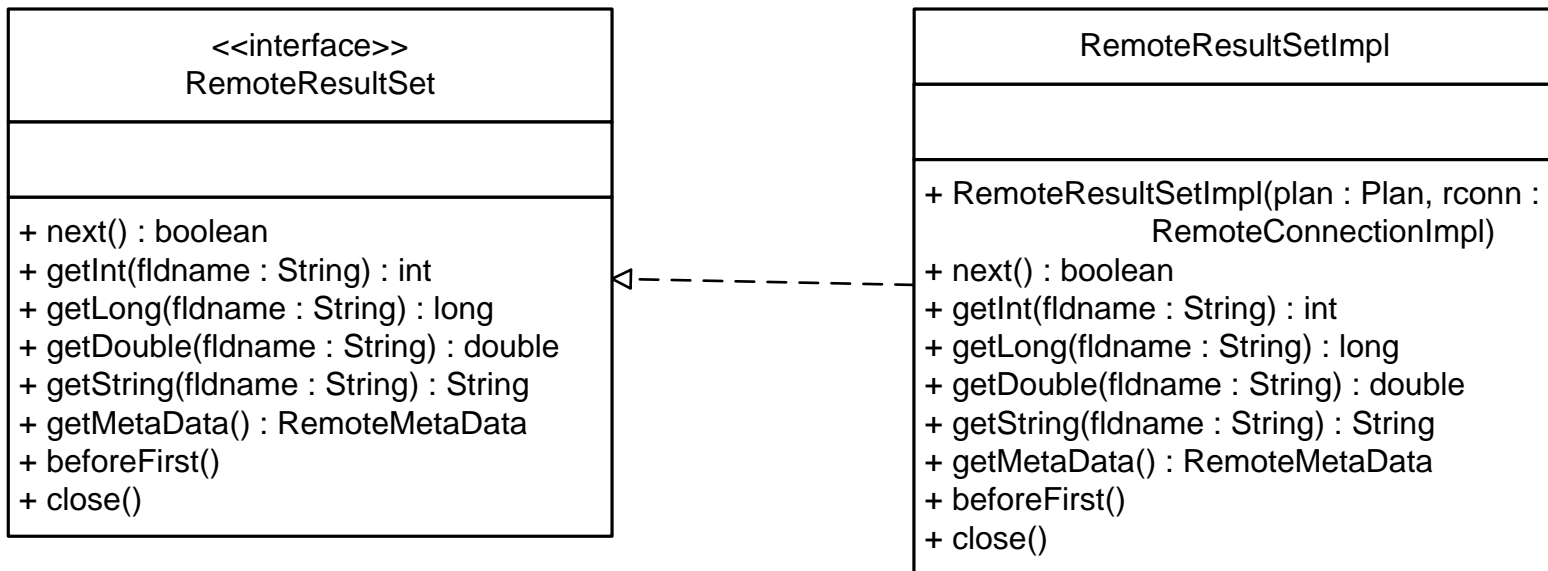 <<interface>>
RemoteResultSet
+ next() : boolean
+ getInt(fldname : String) : int
+ getLong(fldname : String) : long
+ getDouble(fldname : String) : double
+ getString(fldname : String) : String
+ getMetaData() : RemoteMetaData
+ beforeFirst()
+ close()
RemoteResultSetImpl
+ RemoteResultSetImpl(plan : Plan, rconn :
RemoteConnectionImpl)
+ next() : boolean
+ getInt(fldname : String) : int
+ getLong(fldname : String) : long
+ getDouble(fldname : String) : double
+ getString(fldname : String) : String
+ getMetaData() : RemoteMetaData
+ beforeFirst()
+ close()